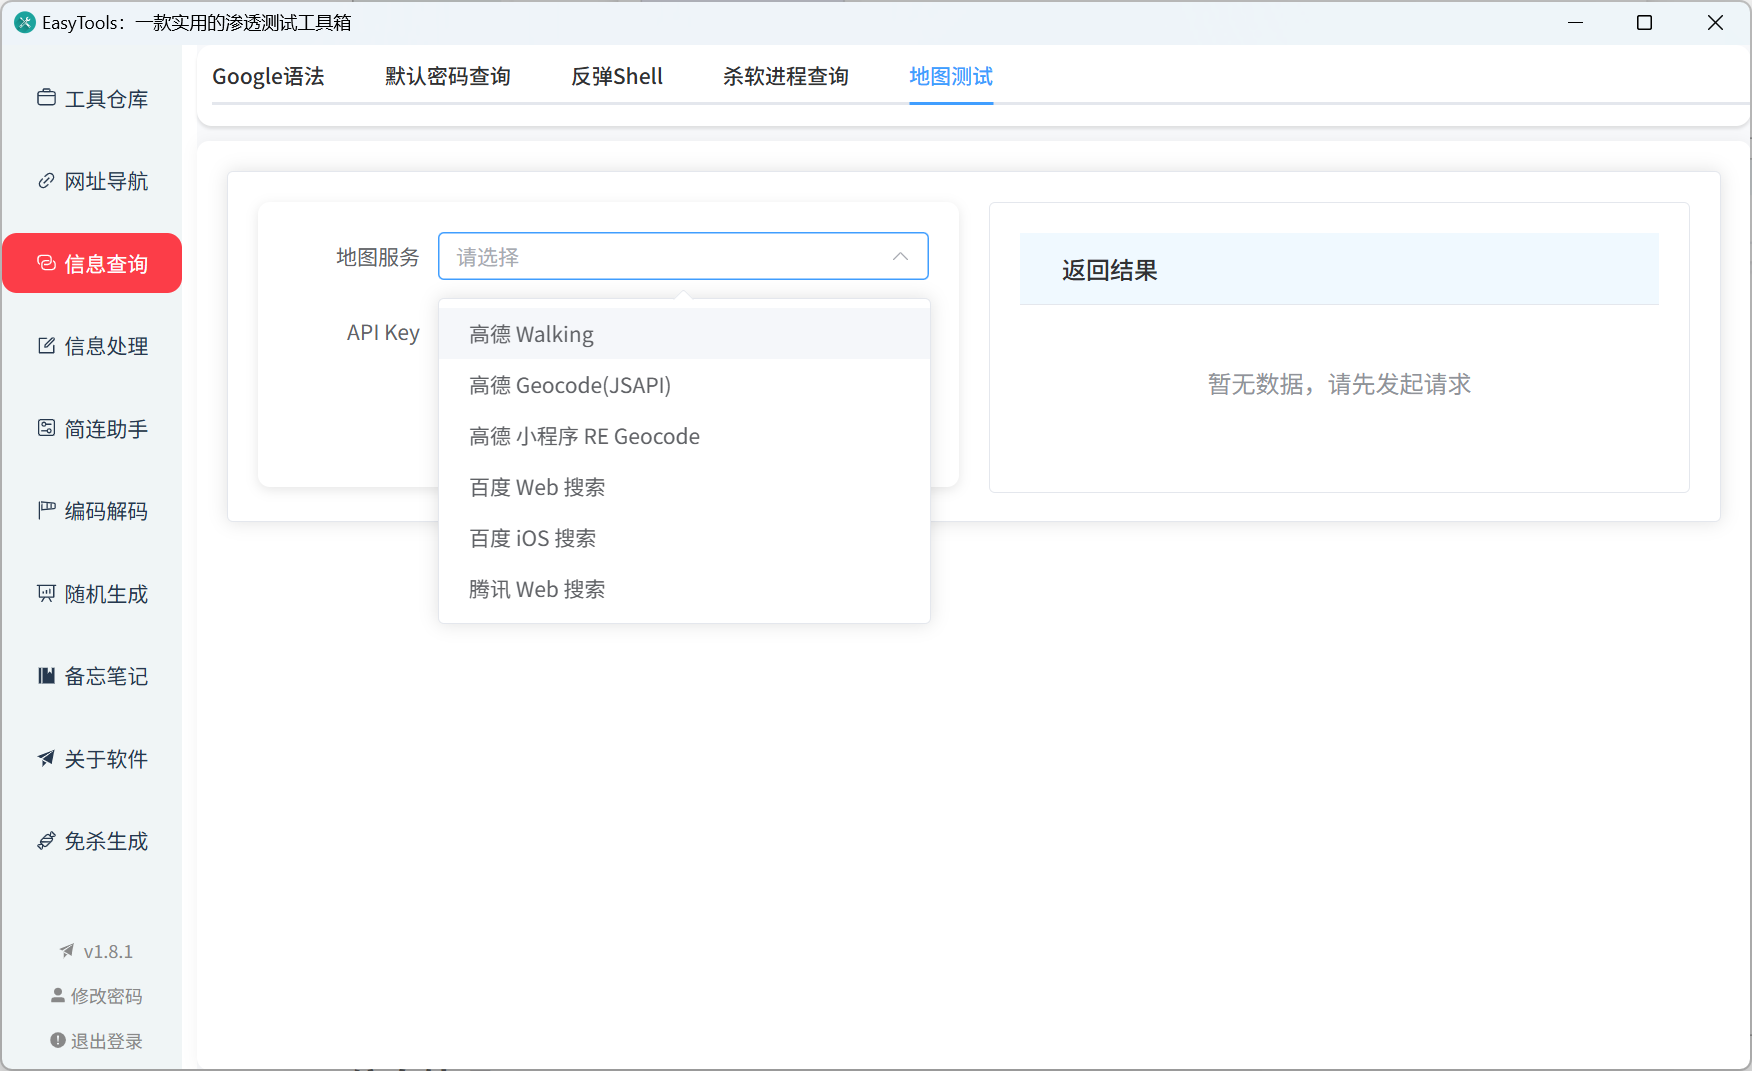 EasyTools：一款实用的渗透测试工具箱
工具仓库
网址导航
信息查询
信息处理
简连助手
编码解码
随机生成
备忘笔记
关于软件
免杀生成
v1.8.1
修改密码
退出登录
Google语法
默认密码查询
反弹Shell
杀软进程查询
地图测试
地图服务
请选择
API Key
高德 Walking
高德 Geocode(JSAPI)
高德 小程序 RE Geocode
百度 Web 搜索
百度 iOS 搜索
腾讯 Web 搜索
返回结果
暂无数据，请先发起请求